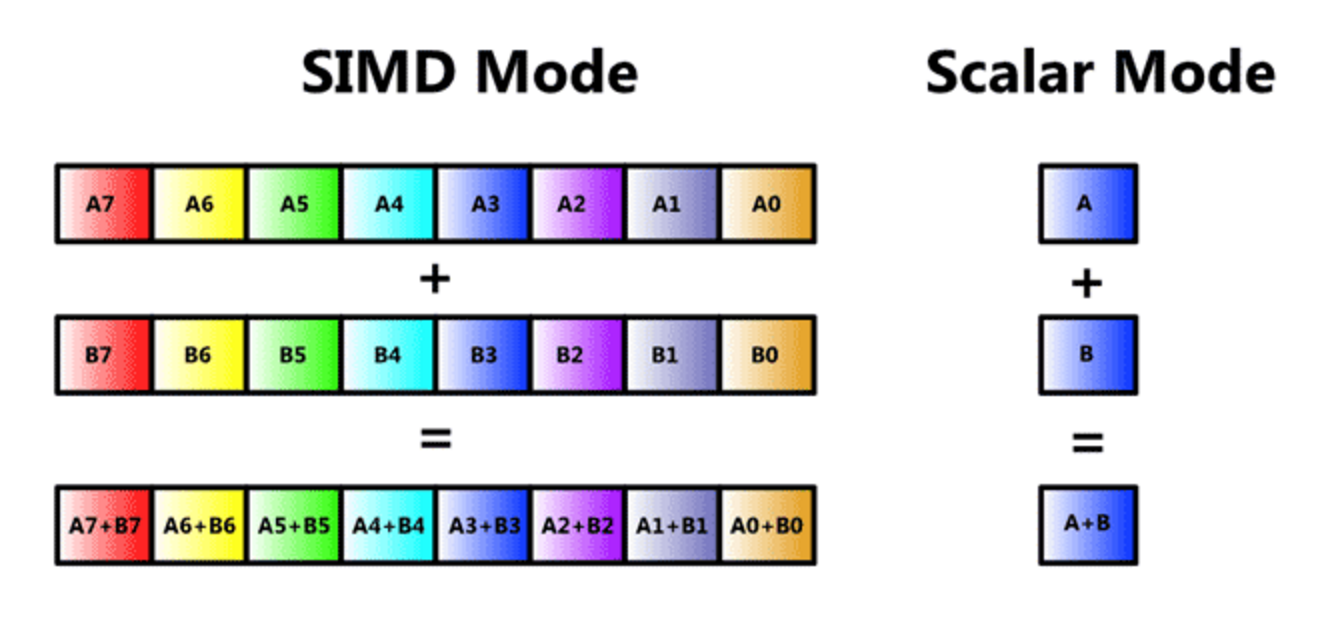 SIMD Mode
Scalar Mode
A7 A6 A5 A4 A3 A2 A1 A0
A
+
+
B7 B6 B5 B4 B3 B2 B1 B0
B
=
=
A7+B7 A6+B6 A5+B5 A4+B4 A3+B3 A2+B2 A1+B1 A0+B0
A+B